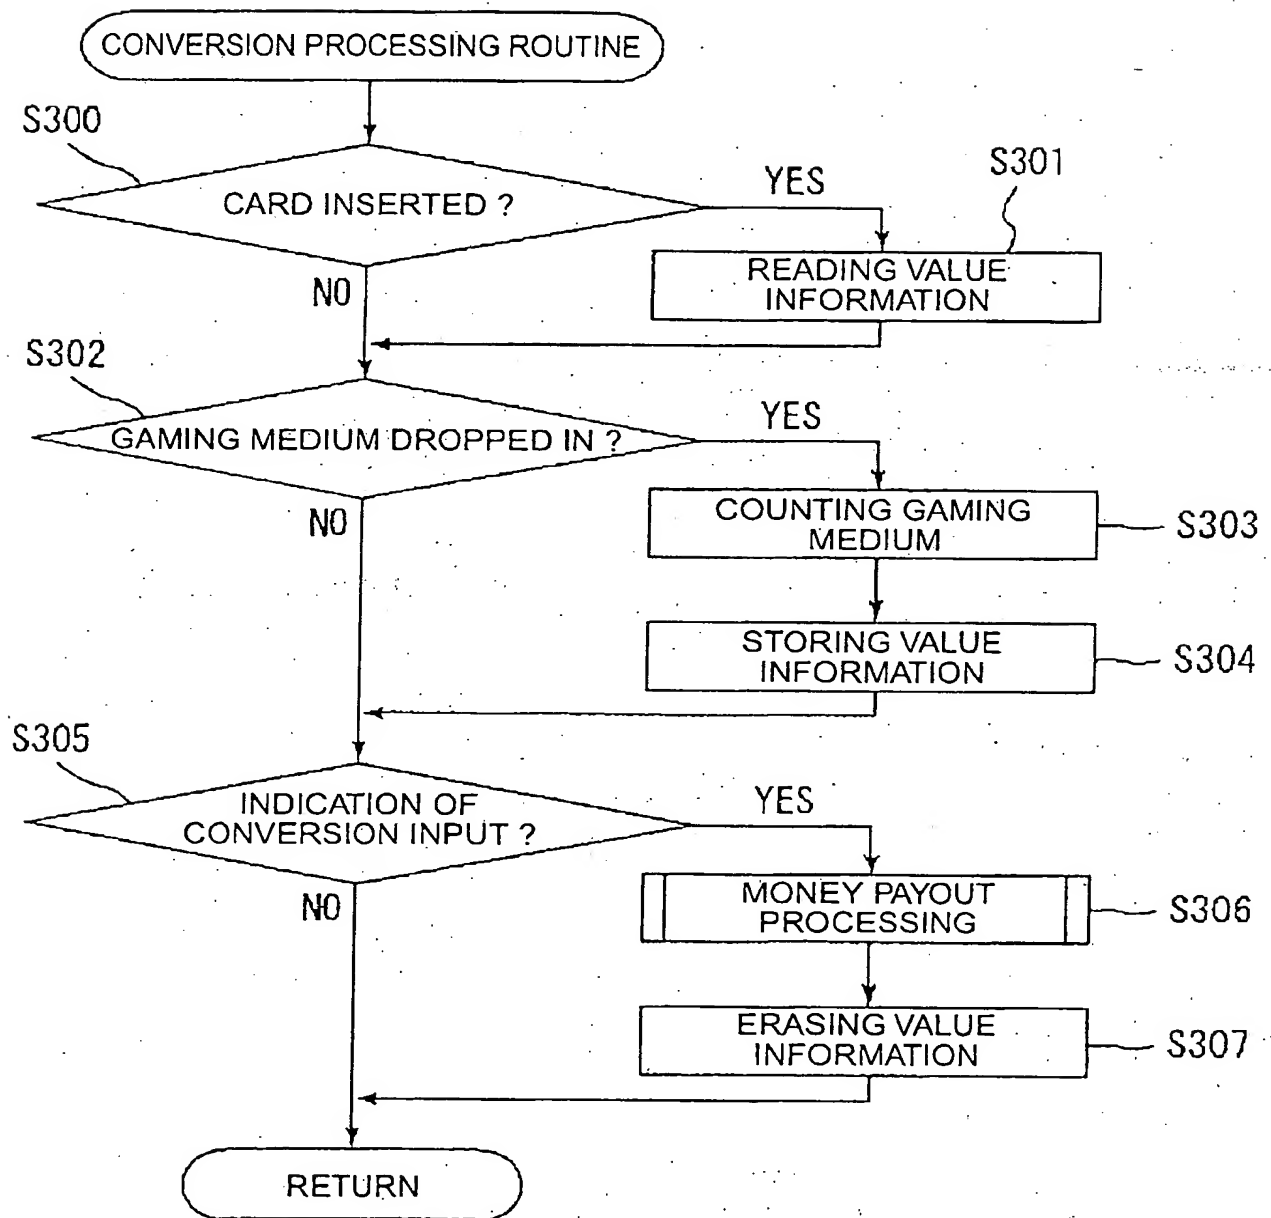 CONVERSION PROCESSING ROUTINE
S300
CARD INSERTED ?
YES
S301
READING VALUE
INFORMATION
NO
S302
GAMING MEDIUM DROPPED IN ?
YES
COUNTING GAMING
MEDIUM
S303
NO
STORING VALUE
INFORMATION
S304
S305
INDICATION OF
CONVERSION INPUT ?
YES
MONEY PAYOUT
PROCESSING
S306
NO
ERASING VALUE
INFORMATION
S307
RETURN